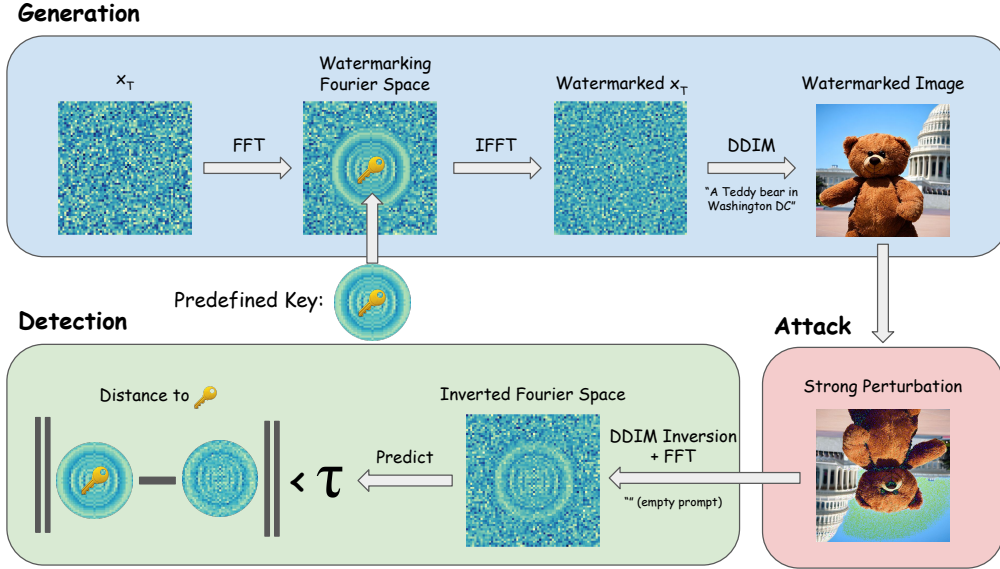 Generation
x_T
FFT
Watermarking
Fourier Space
IFFT
Watermarked x_T
DDIM
"A Teddy bear in
Washington DC"
Watermarked Image
Predefined Key:
Detection
Distance to
< τ
Predict
Inverted Fourier Space
DDIM Inversion
+ FFT
"" (empty prompt)
Attack
Strong Perturbation